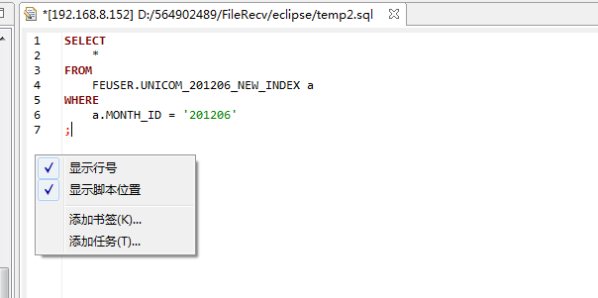 *[192.168.8.152] D:/564902489/FileRecv/eclipse/temp2.sql
1 SELECT
2 *
3 FROM
4 FEUSER.UNICOM_201206_NEW_INDEX a
5 WHERE
6 a.MONTH_ID = '201206'
7 ;
显示行号
显示脚本位置
添加书签(K)...
添加任务(T)...